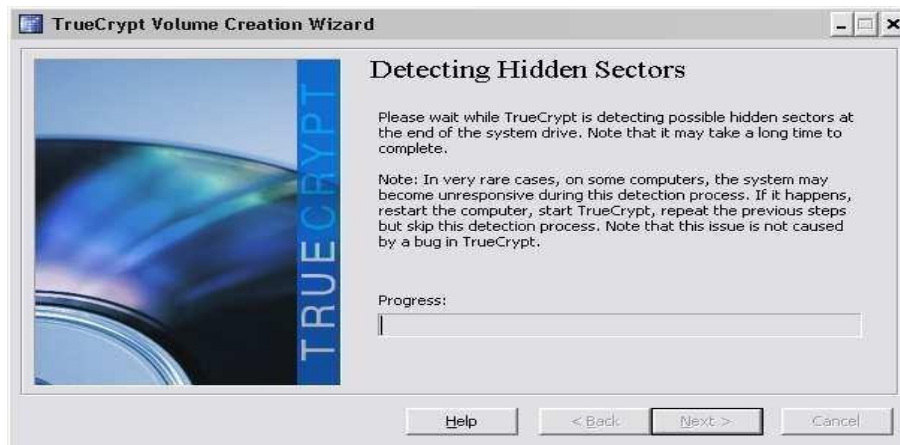 TrueCrypt Volume Creation Wizard
TRUECRYPT
Detecting Hidden Sectors
Please wait while TrueCrypt is detecting possible hidden sectors at
the end of the system drive. Note that it may take a long time to
complete.
Note: In very rare cases, on some computers, the system may
become unresponsive during this detection process. If it happens,
restart the computer, start TrueCrypt, repeat the previous steps
but skip this detection process. Note that this issue is not caused
by a bug in TrueCrypt.
Progress:
Help
< Back
Next >
Cancel